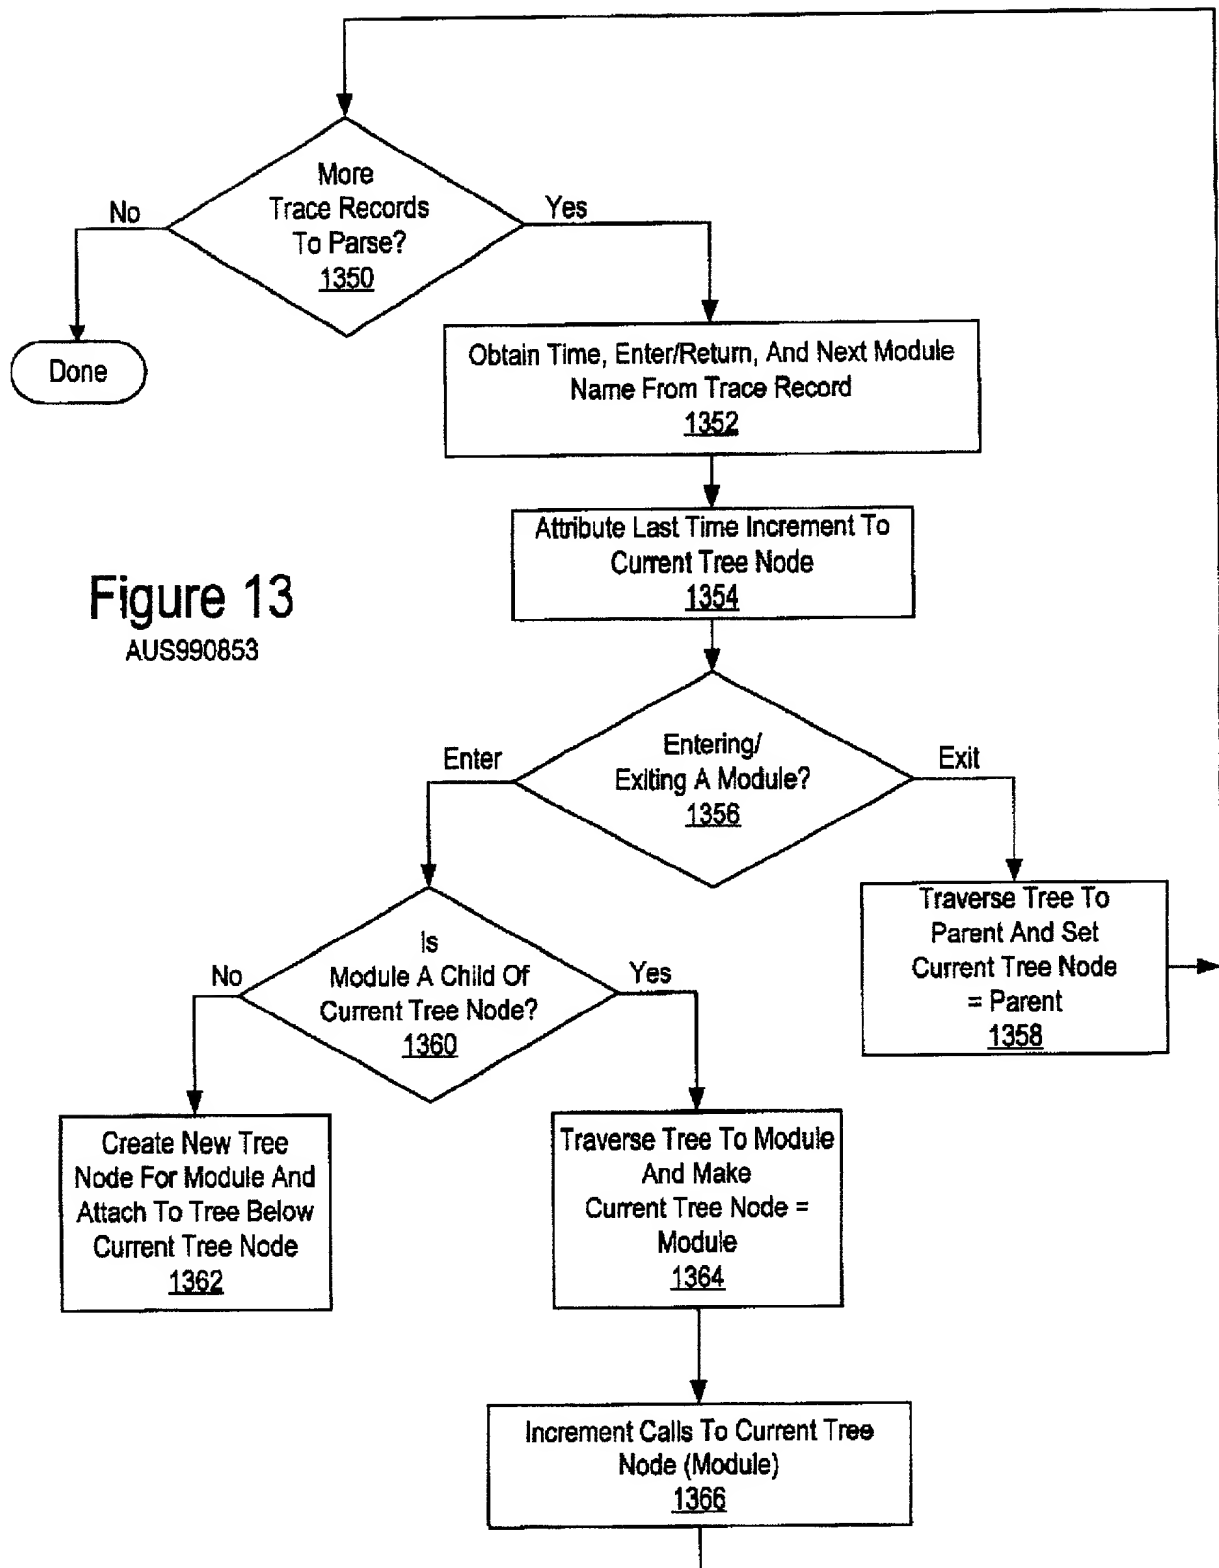 More
Trace Records
To Parse?
1350
No
Yes
Done
Obtain Time, Enter/Return, And Next Module
Name From Trace Record
1352
Attribute Last Time Increment To
Current Tree Node
1354
Figure 13
AUS990853
Entering/
Exiting A Module?
1356
Enter
Exit
Traverse Tree To
Parent And Set
Current Tree Node
= Parent
1358
Is
Module A Child Of
Current Tree Node?
1360
No
Yes
Create New Tree
Node For Module And
Attach To Tree Below
Current Tree Node
1362
Traverse Tree To Module
And Make
Current Tree Node =
Module
1364
Increment Calls To Current Tree
Node (Module)
1366